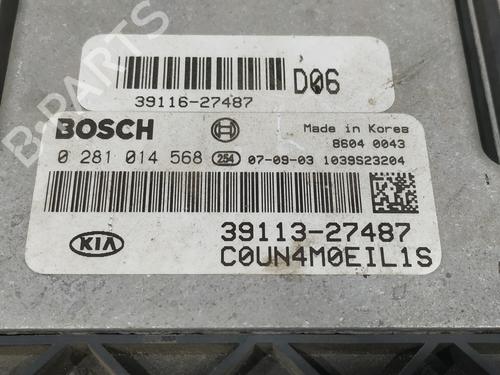 D06
39116-27487
BOSCH
Made in Korea
8604 0043
0 281 014 568 254 07-09-03 1039S23204
39113-27487
KIA
C0UN4M0EIL1S
B-PARTS